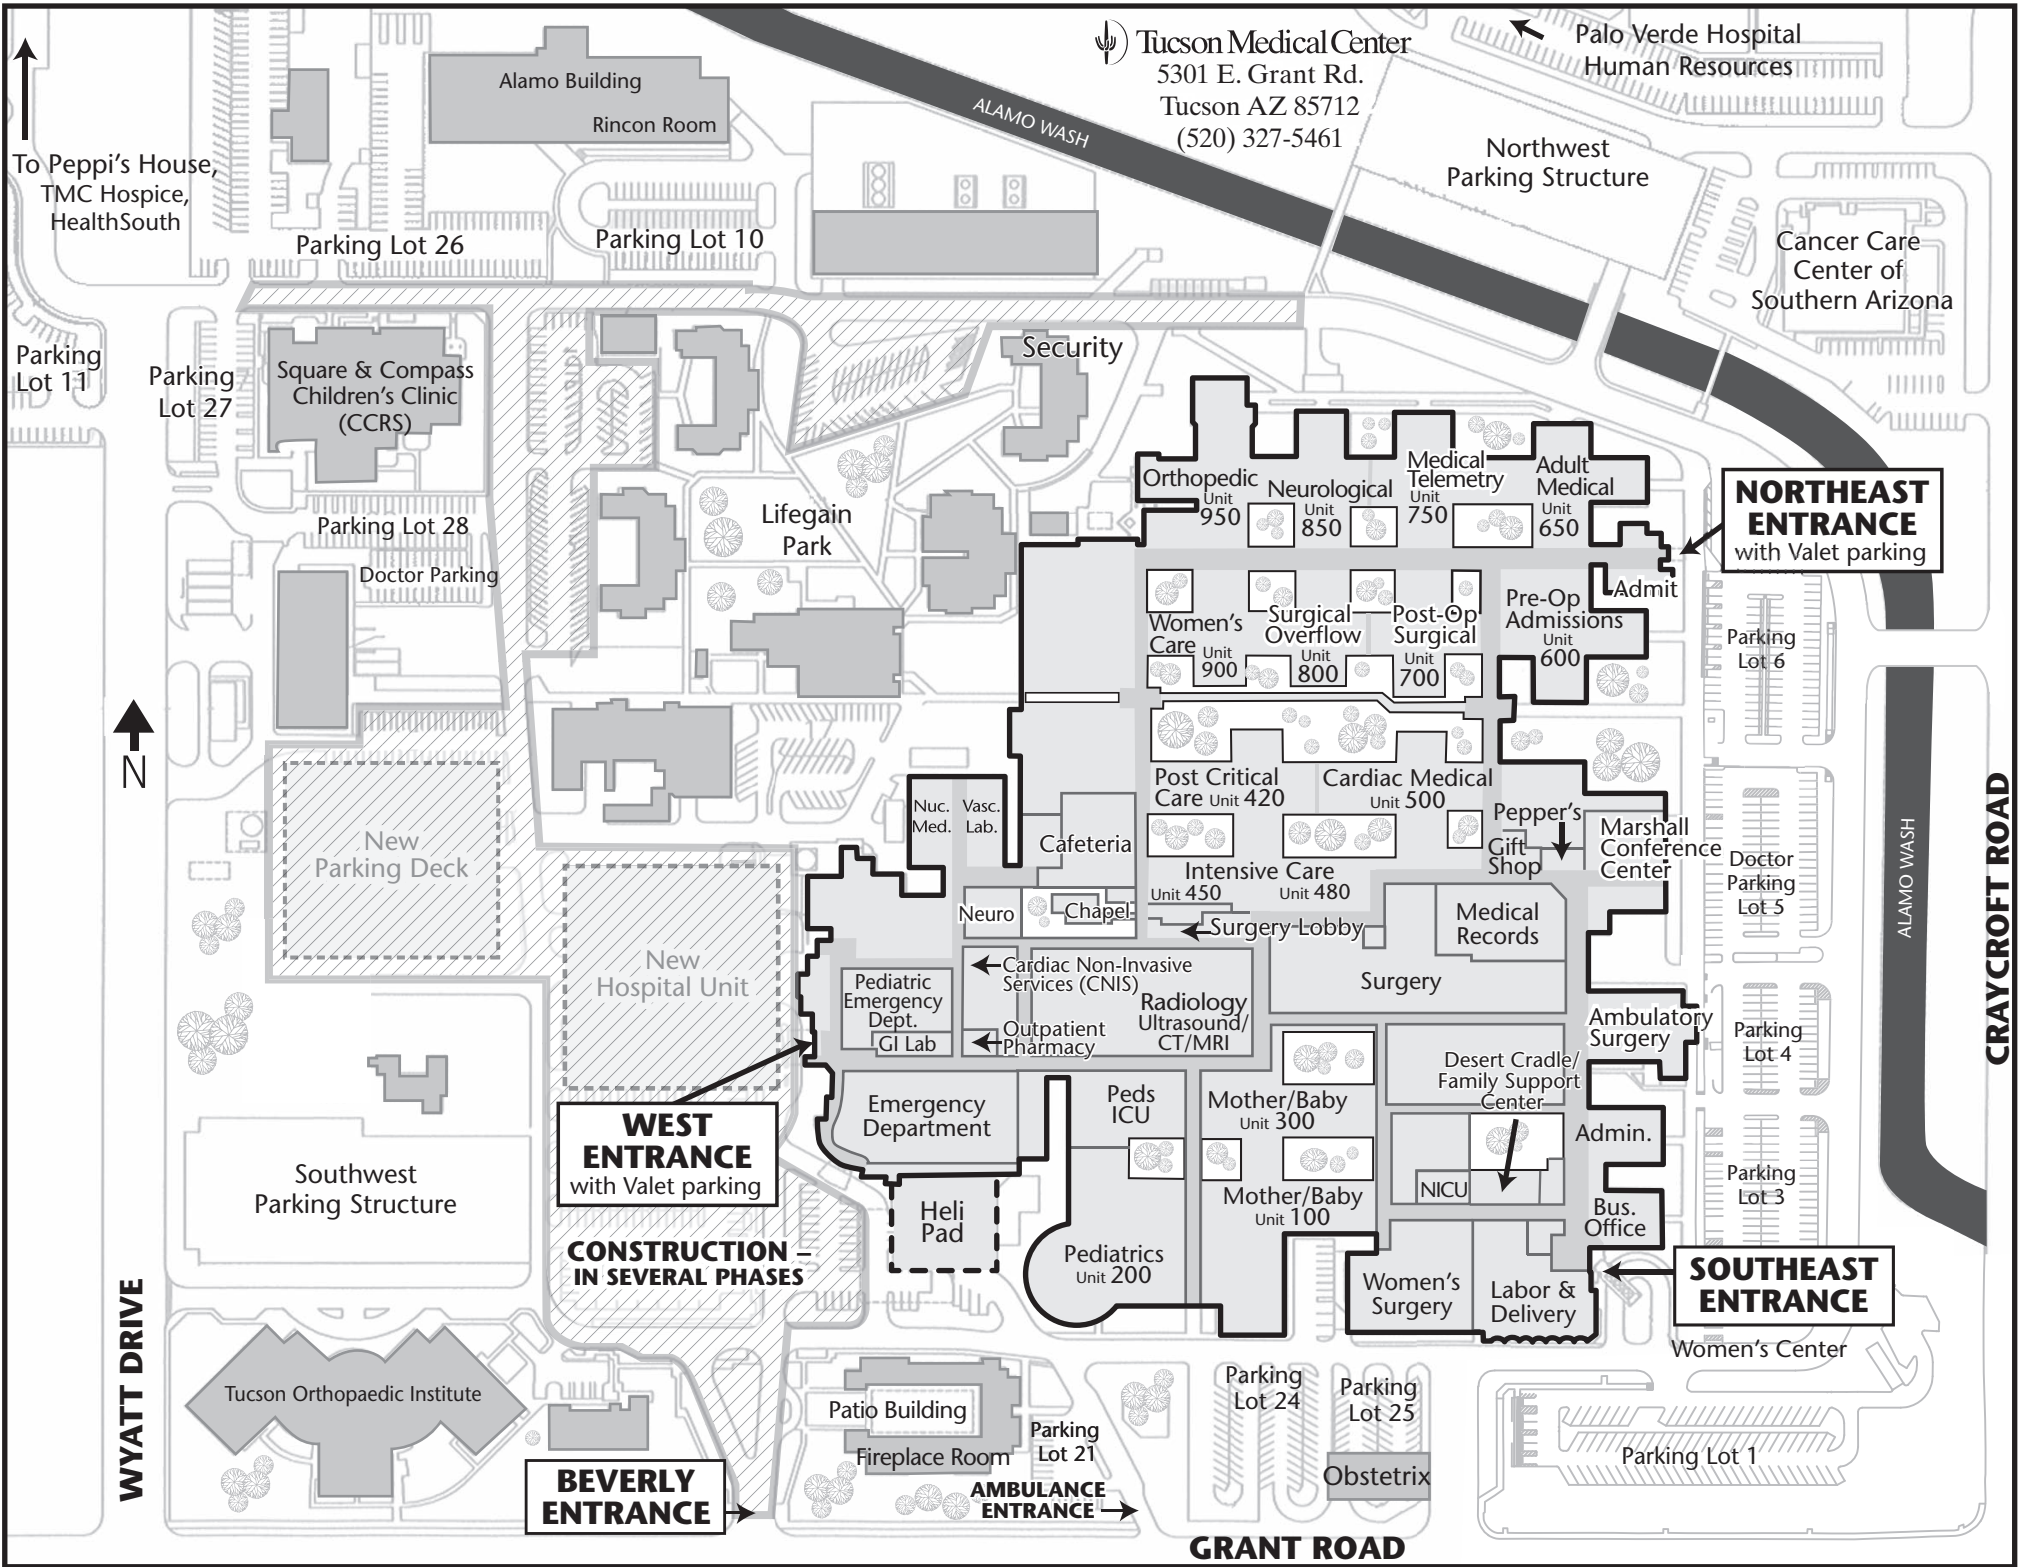 Tucson Medical Center
5301 E. Grant Rd.
Tucson AZ 85712
(520) 327-5461
Palo Verde Hospital
Human Resources
Alamo Building
Rincon Room
ALAMO WASH
Northwest
Parking Structure
To Peppi's House,
TMC Hospice,
HealthSouth
Parking Lot 26
Parking Lot 10
Cancer Care
Center of
Southern Arizona
Parking
Lot 11
Parking
Lot 27
Square & Compass
Children's Clinic
(CCRS)
Security
Parking Lot 28
Doctor Parking
Lifegain
Park
Orthopedic
Unit
950
Neurological
Unit
850
Medical
Telemetry
Unit
750
Adult
Medical
Unit
650
NORTHEAST
ENTRANCE
with Valet parking
Admit
Women's
Care Unit
900
Surgical
Overflow
Unit
800
Post-Op
Surgical
Unit
700
Pre-Op
Admissions
Unit
600
Parking
Lot 6
N
New
Parking Deck
Nuc.
Med.
Vasc.
Lab.
Cafeteria
Post Critical
Care Unit 420
Cardiac Medical
Unit 500
Pepper's
Gift
Shop
Marshall
Conference
Center
Doctor
Parking
Lot 5
ALAMO WASH
CRAYCROFT ROAD
Intensive Care
Unit 450
Unit 480
Neuro
Chapel
Surgery Lobby
Medical
Records
Surgery
New
Hospital Unit
Pediatric
Emergency
Dept.
GI Lab
Cardiac Non-Invasive
Services (CNIS)
Radiology
Ultrasound/
CT/MRI
Outpatient
Pharmacy
Ambulatory
Surgery
Parking
Lot 4
Desert Cradle/
Family Support
Center
WEST
ENTRANCE
with Valet parking
Emergency
Department
Peds
ICU
Mother/Baby
Unit 300
Admin.
Southwest
Parking Structure
Heli
Pad
Mother/Baby
Unit 100
NICU
Parking
Lot 3
Bus.
Office
CONSTRUCTION –
IN SEVERAL PHASES
Pediatrics
Unit 200
Women's
Surgery
Labor &
Delivery
SOUTHEAST
ENTRANCE
Women's Center
WYATT DRIVE
Tucson Orthopaedic Institute
Patio Building
Fireplace Room
Parking
Lot 21
Parking
Lot 24
Parking
Lot 25
Obstetrix
Parking Lot 1
BEVERLY
ENTRANCE
AMBULANCE
ENTRANCE
GRANT ROAD